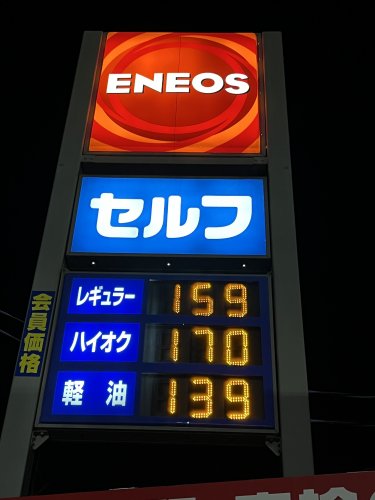 ENEOS
セルフ
会員価格
レギュラー 159
ハイオク 170
軽油 139